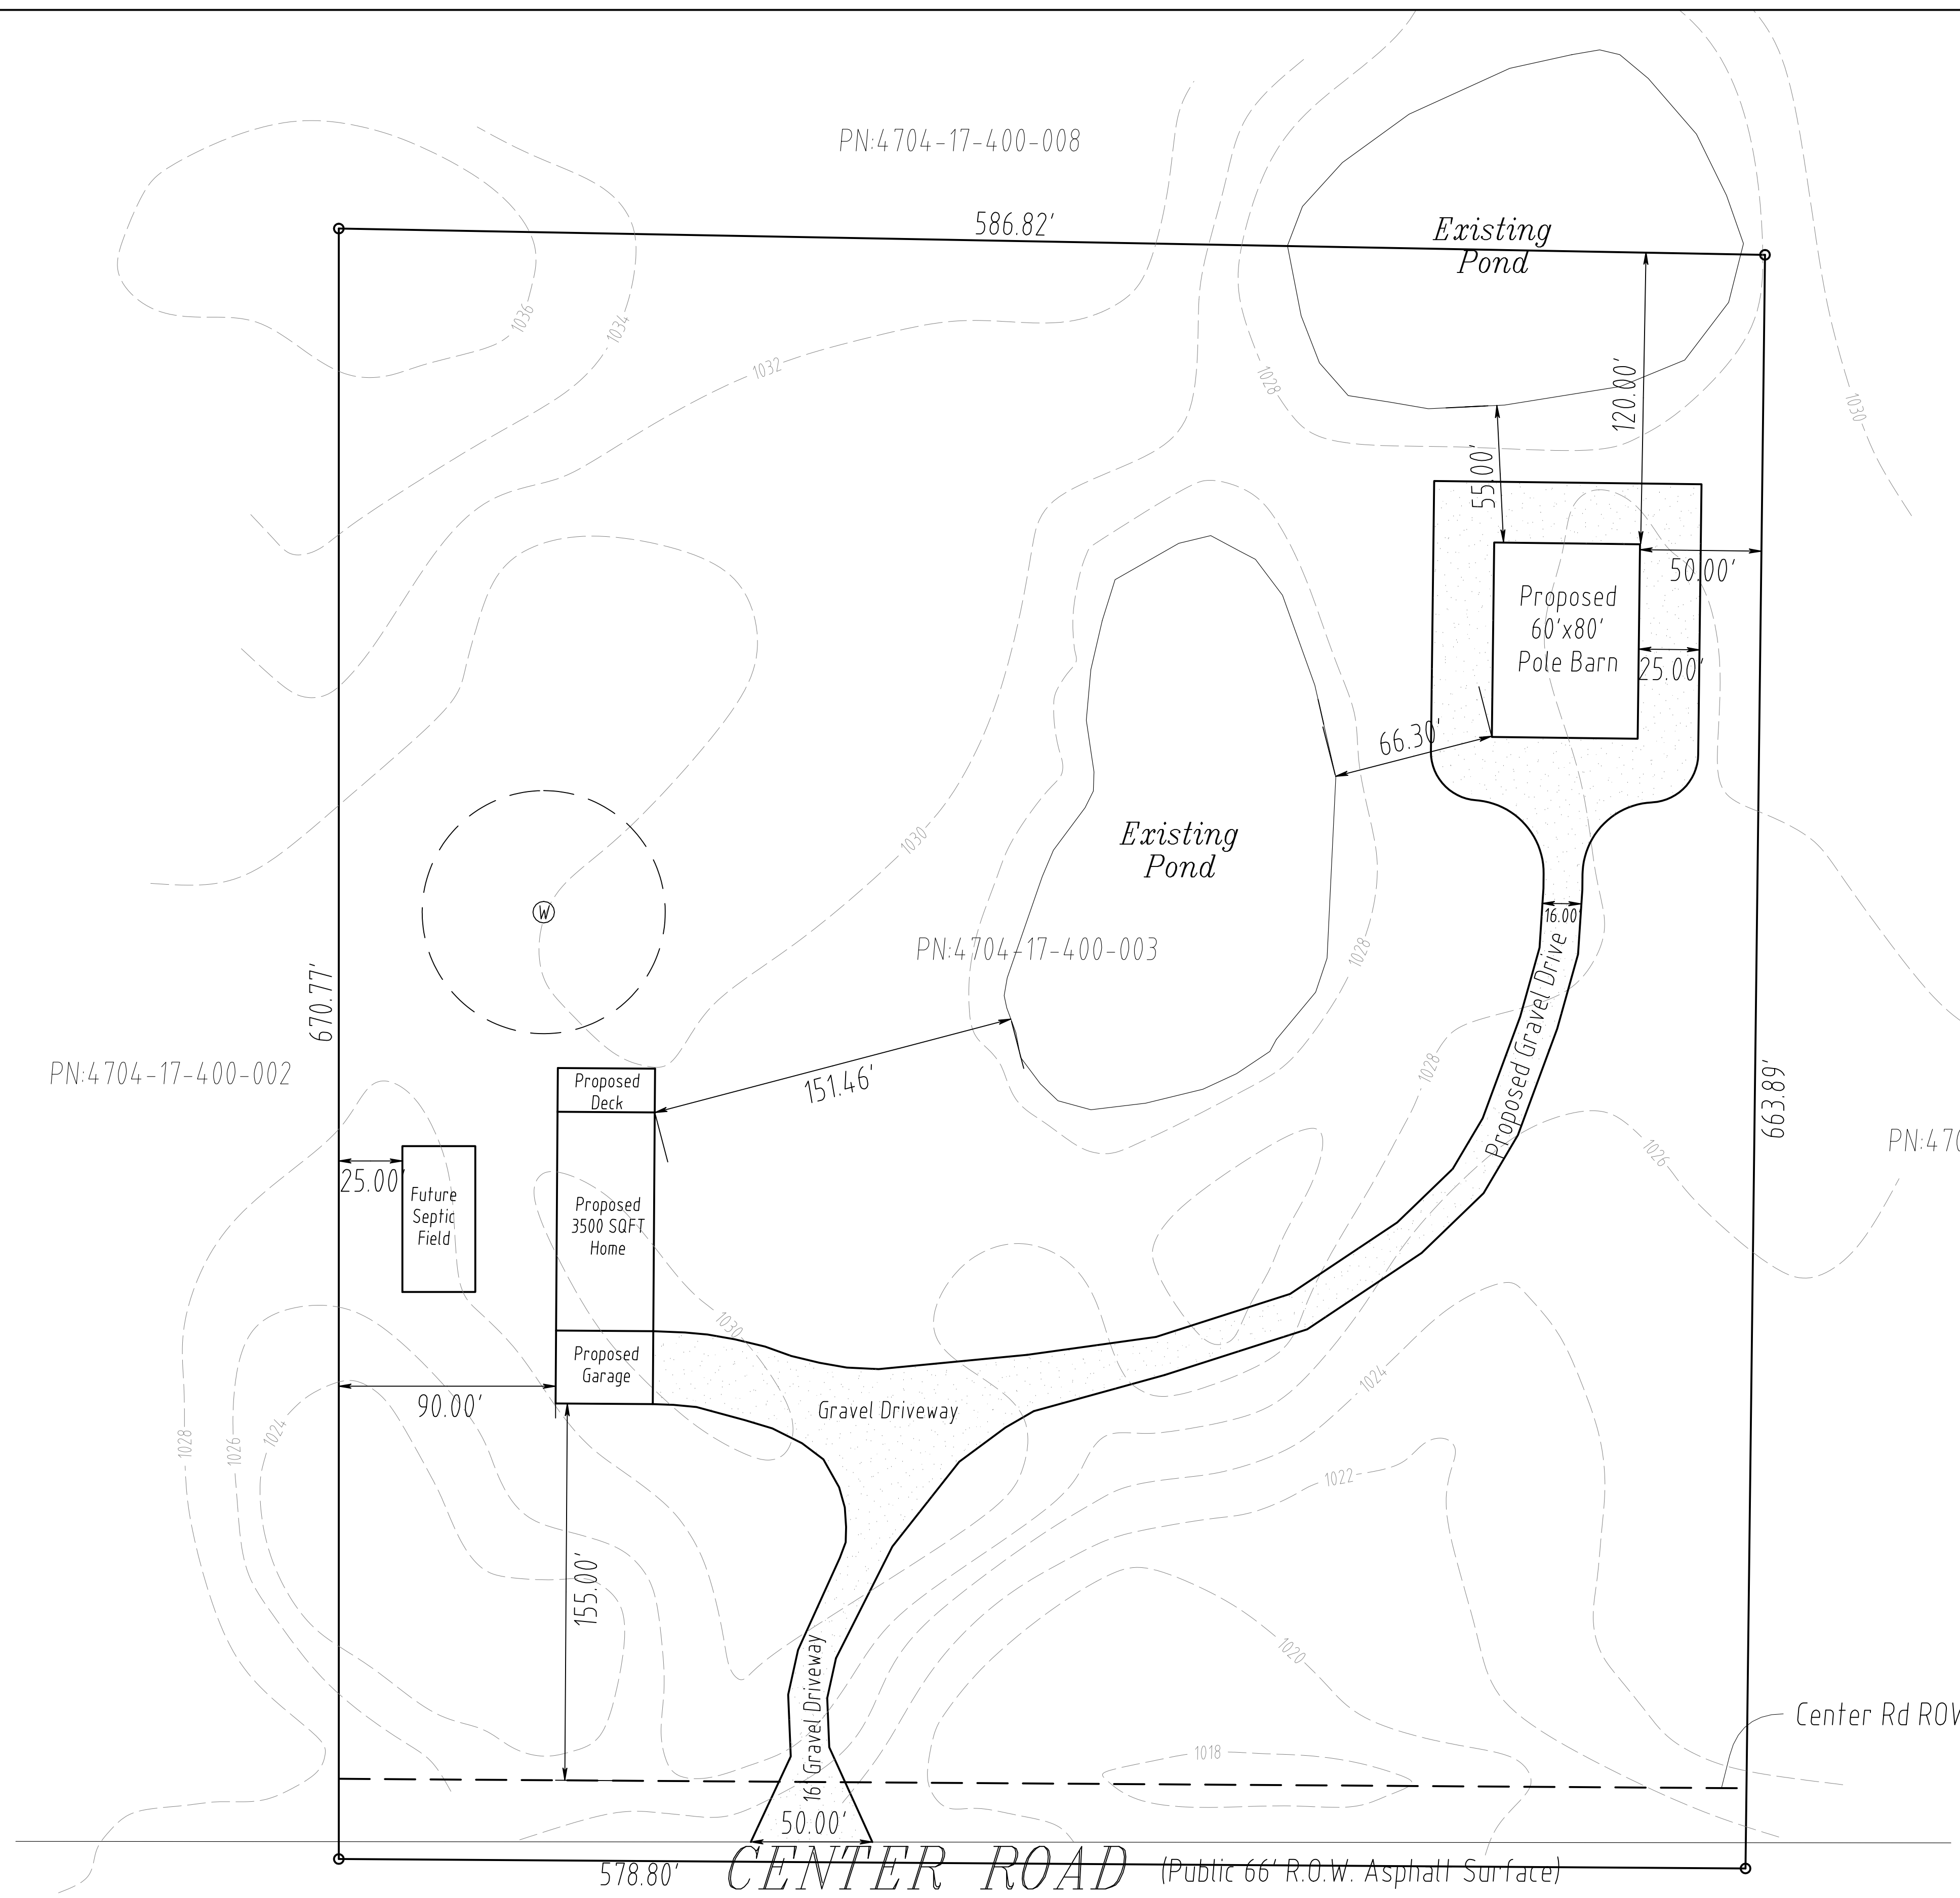 PN:4704-17-400-008
586.82'
Existing
Pond
1036
1034
1032
1028
1030
120.00'
55.00'
50.00'
Proposed
60'x80'
Pole Barn
25.00'
66.30'
1030
Existing
Pond
W
16.00'
PN:4704-17-400-003
1028
Proposed Gravel Drive
670.77'
PN:4704-17-400-002
151.46'
1028
663.89'
Proposed
Deck
1026
25.00'
Future
Septic
Field
Proposed
3500 SQFT
Home
1030
Proposed
Garage
1024
90.00'
Gravel Driveway
1028
1026
1024
1022
155.00'
1020
16' Gravel Driveway
Center Rd
1018
50.00'
578.80'
CENTER ROAD (Public 66' R.O.W. Asphalt Surface)